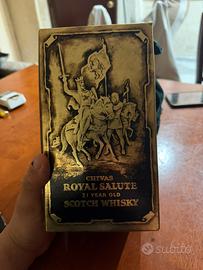 CHIVAS
ROYAL SALUTE
21 YEAR OLD
SCOTCH WHISKY
subito